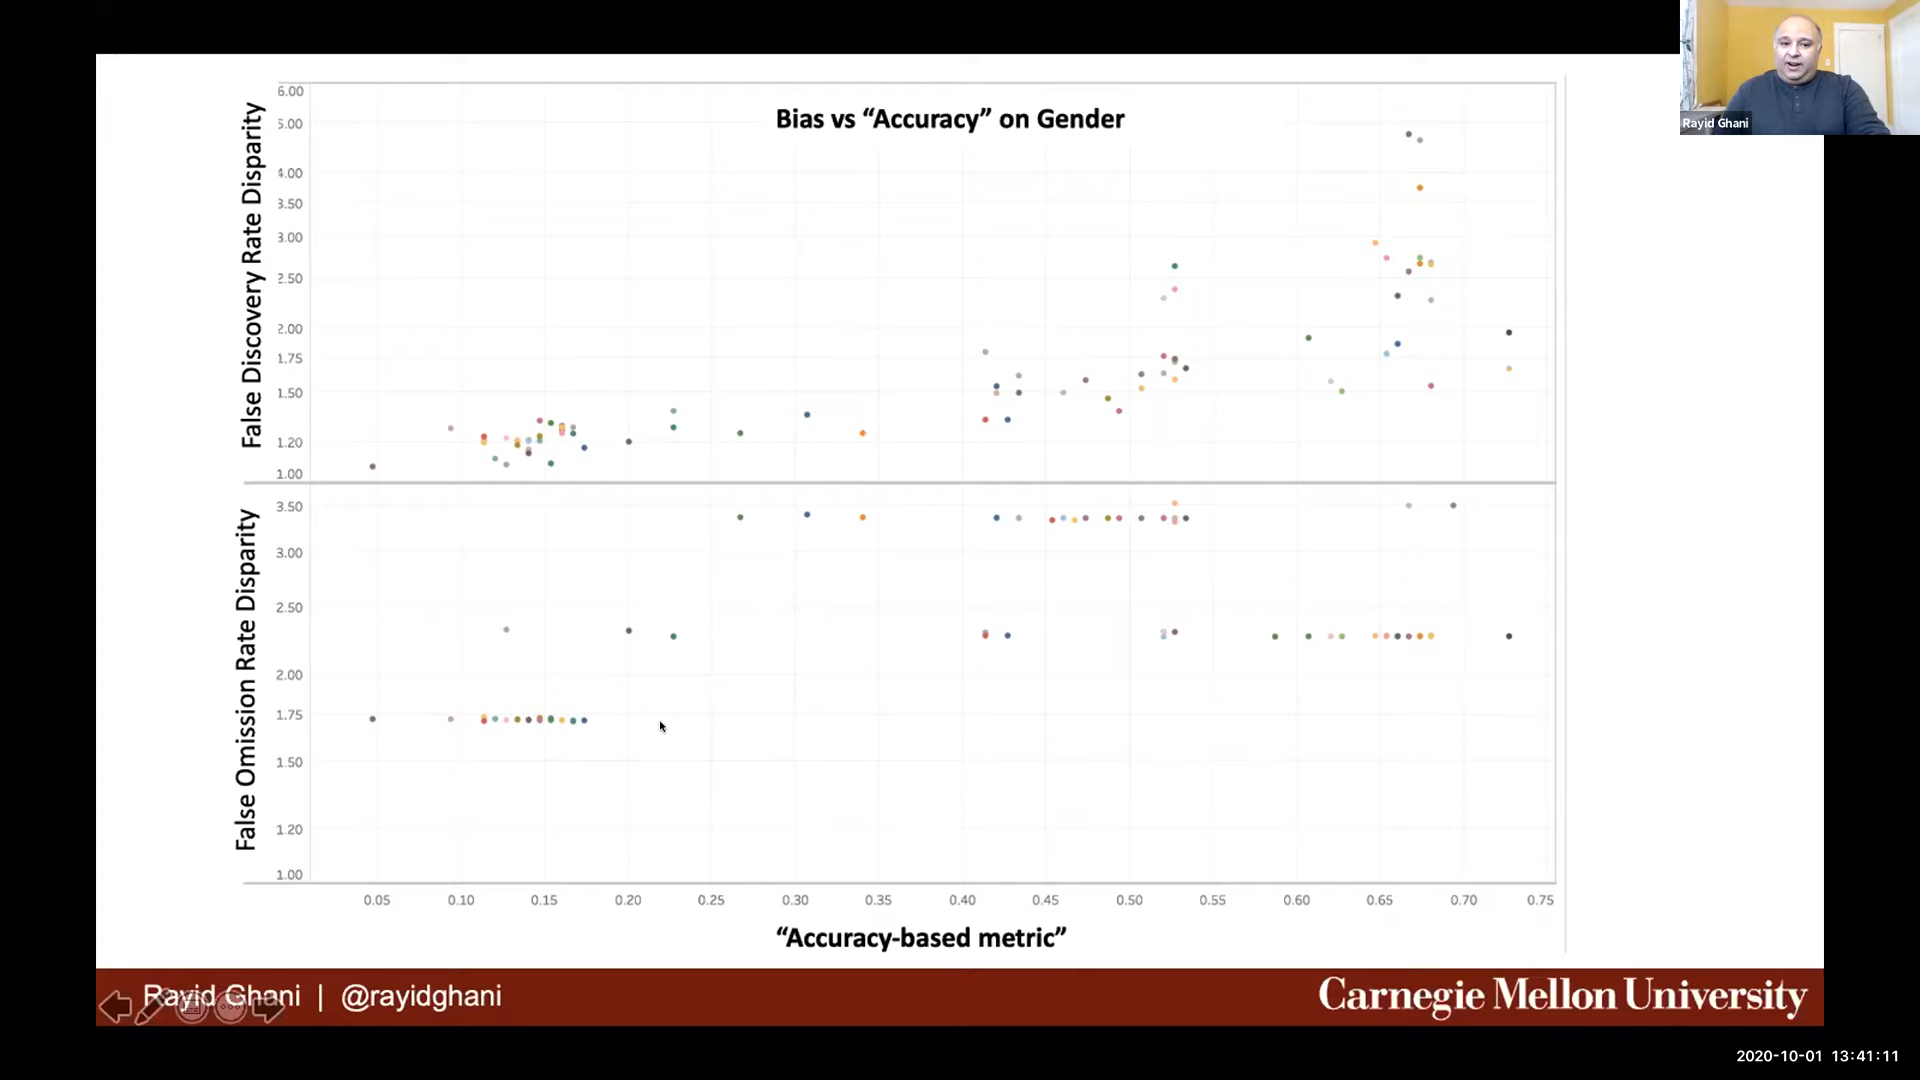 Rayid Ghani
Bias vs “Accuracy” on Gender
False Discovery Rate Disparity
6.00
5.00
4.00
3.50
3.00
2.50
2.00
1.75
1.50
1.20
1.00
False Omission Rate Disparity
3.50
3.00
2.50
2.00
1.75
1.50
1.20
1.00
0.05 0.10 0.15 0.20 0.25 0.30 0.35 0.40 0.45 0.50 0.55 0.60 0.65 0.70 0.75
“Accuracy-based metric”
Rayid Ghani | @rayidghani
Carnegie Mellon University
2020-10-01 13:41:11